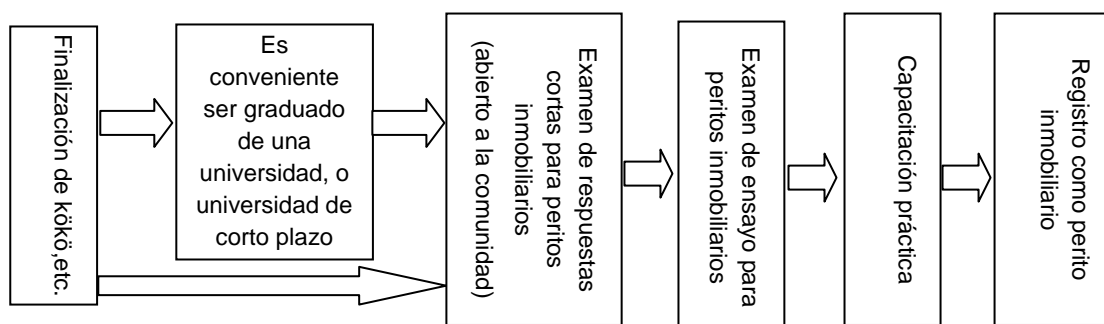 Finalización de kökö,etc.
Es
conveniente
ser graduado
de una
universidad, o
universidad de
corto plazo
Examen de respuestas
cortas para peritos
inmobiliarios
(abierto a la comunidad)
Examen de ensayo para
peritos inmobiliarios
Capacitación práctica
Registro como perito
inmobiliario